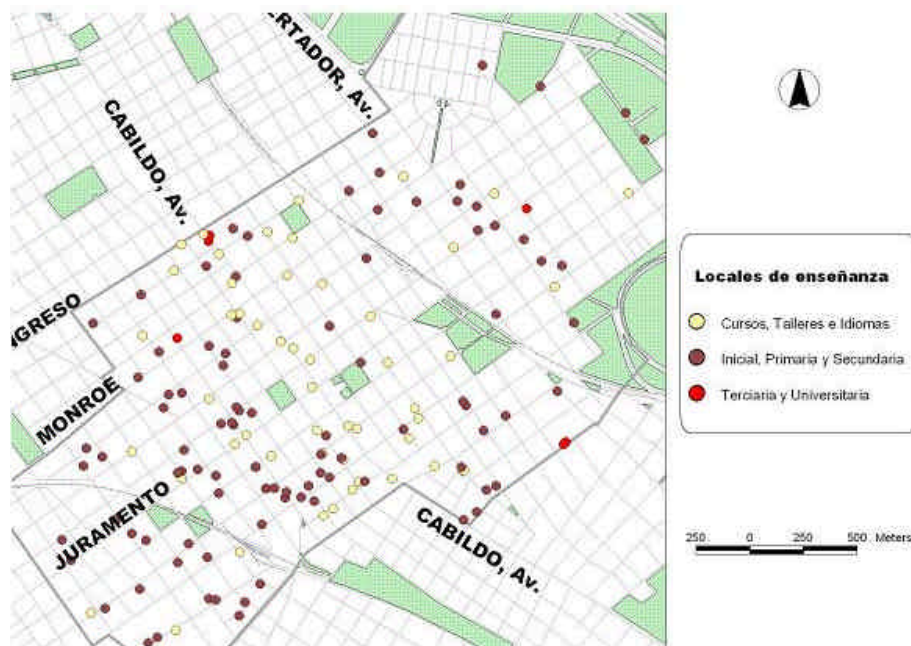 ERTADOR, Av.
CABILDO, Av.
NGRESO
MONROE
JURAMENTO
CABILDO, Av.
Locales de enseñanza
Cursos, Talleres e Idiomas
Inicial, Primaria y Secundaria
Terciaria y Universitaria
250 0 250 500 Meters